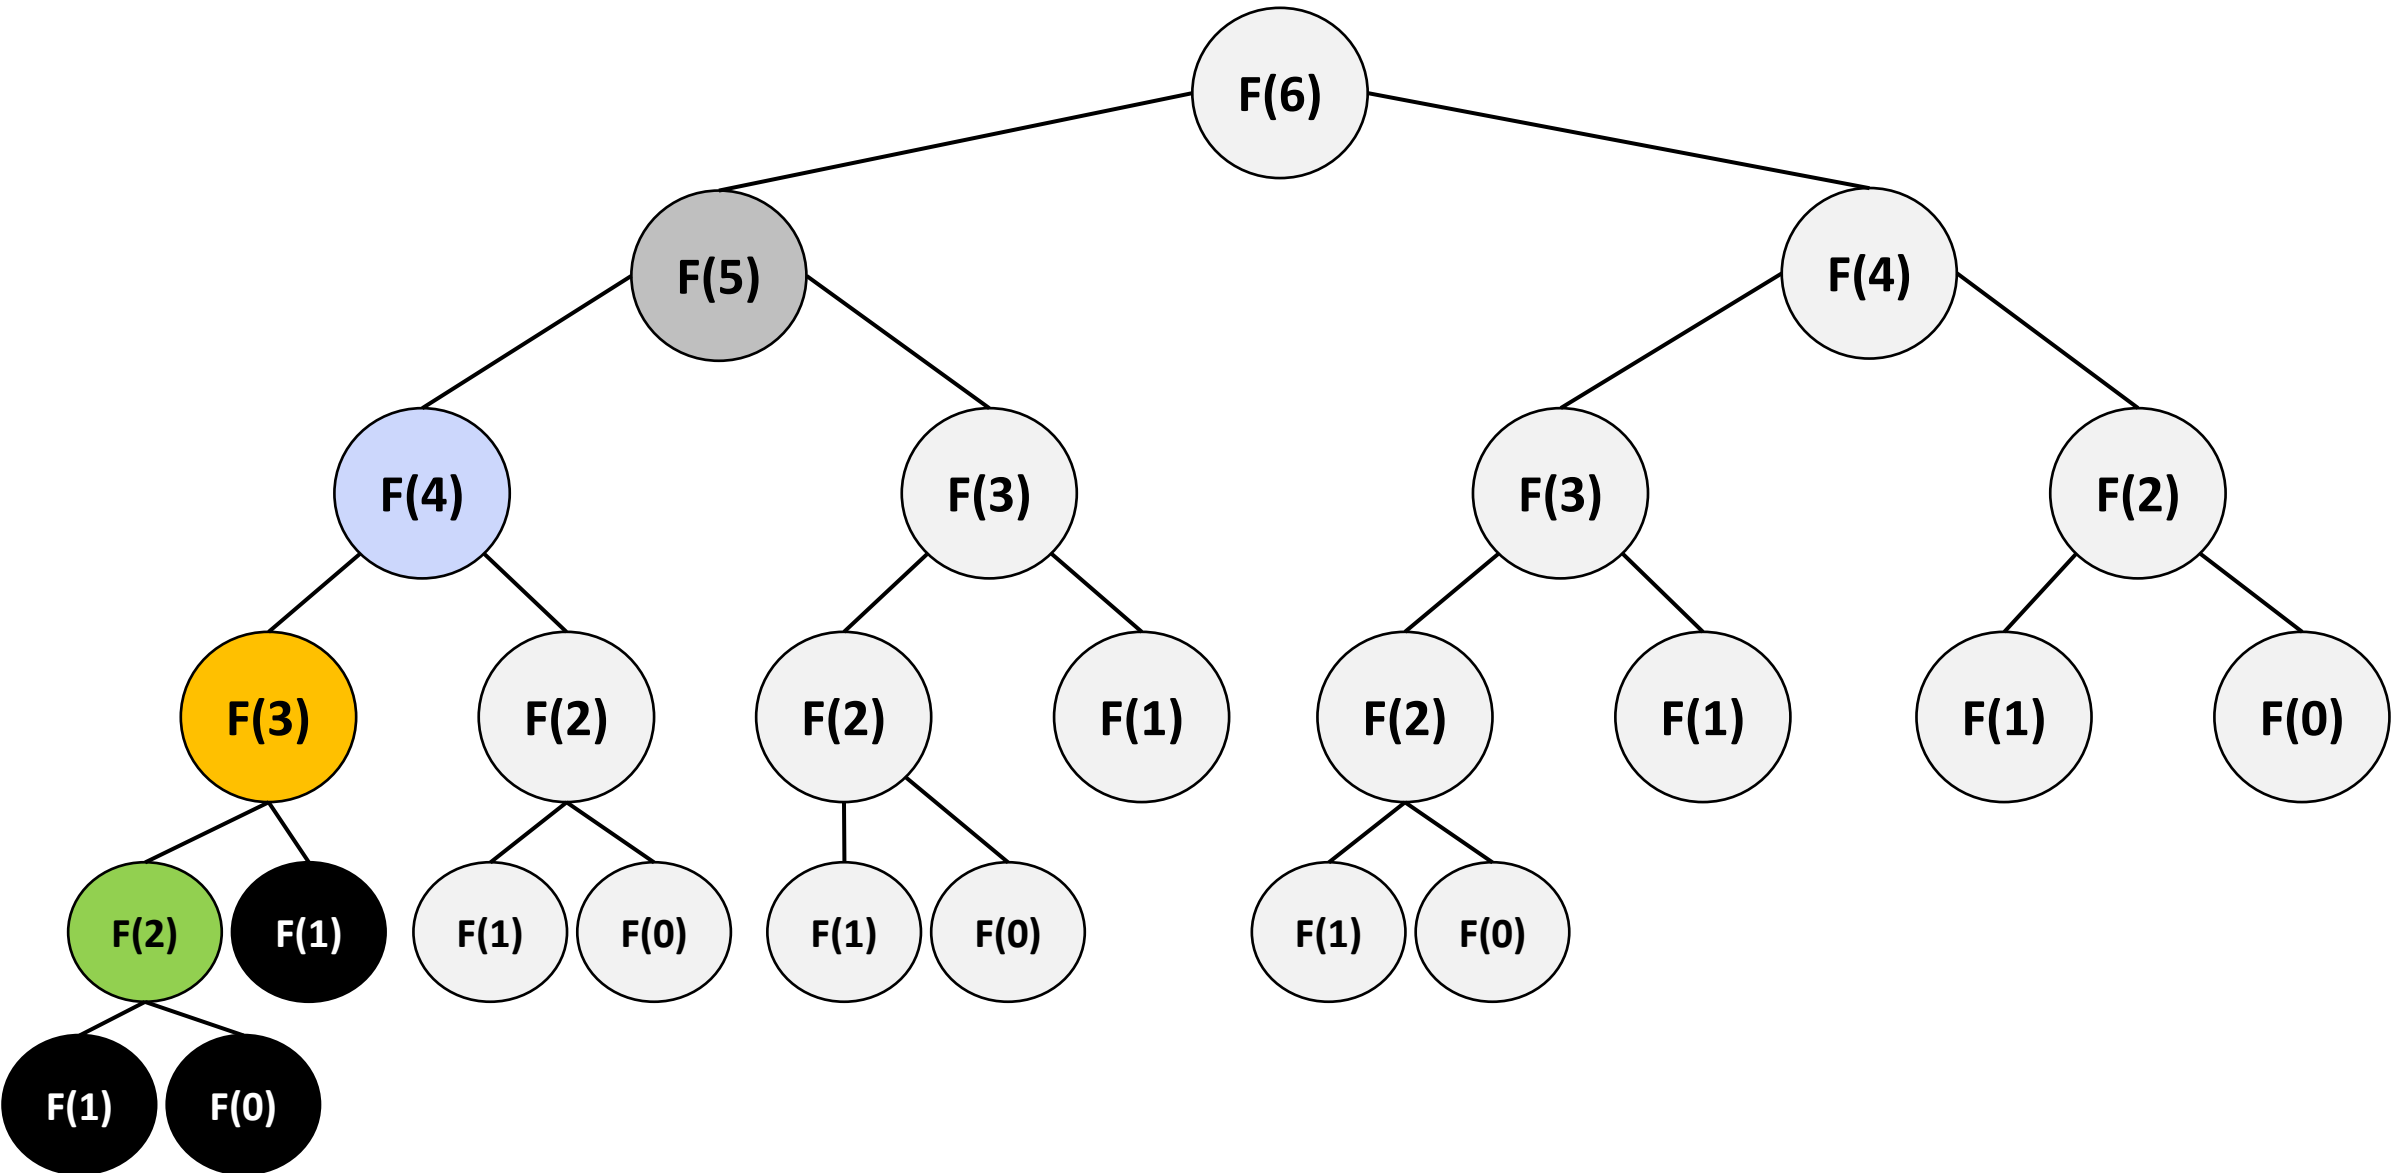 F(6)
F(5) F(4)
F(4) F(3) F(3) F(2)
F(3) F(2) F(2) F(1) F(2) F(1) F(1) F(0)
F(2) F(1) F(1) F(0) F(1) F(0) F(1) F(0)
F(1) F(0)